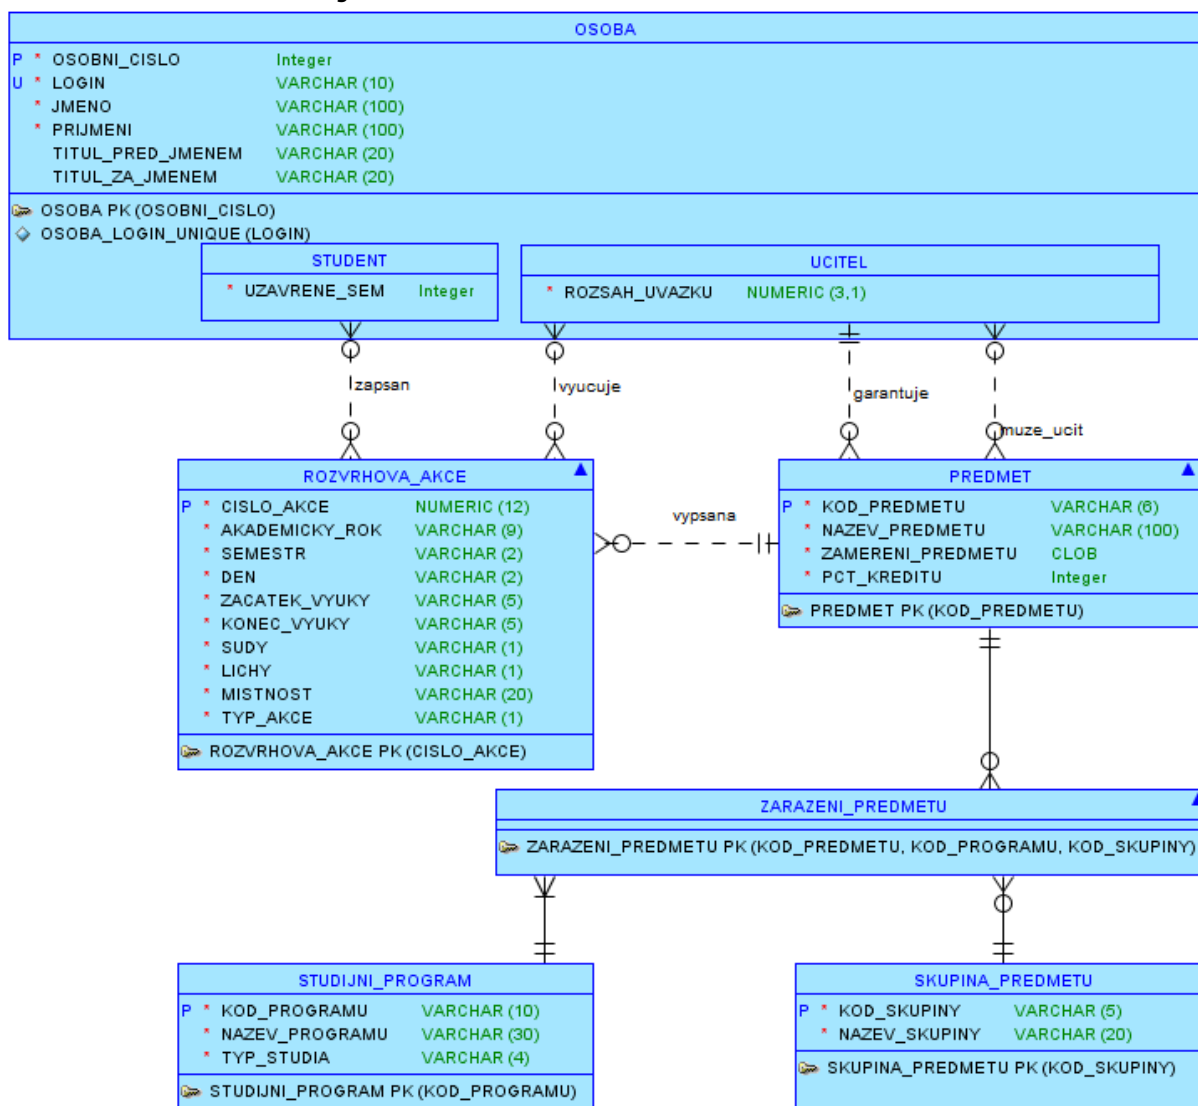 OSOBA
P * OSOBNI_CISLO Integer
U * LOGIN VARCHAR (10)
* JMENO VARCHAR (100)
* PRIJMENI VARCHAR (100)
TITUL_PRED_JMENEM VARCHAR (20)
TITUL_ZA_JMENEM VARCHAR (20)
OSOBA PK (OSOBNI_CISLO)
OSOBA_LOGIN_UNIQUE (LOGIN)
STUDENT
* UZAVRENE_SEM Integer
UCITEL
* ROZSAH_UVAZKU NUMERIC (3,1)
zapsan
vyucuje
garantuje
muze_ucit
ROZVRHOVA_AKCE
P * CISLO_AKCE NUMERIC (12)
* AKADEMICKY_ROK VARCHAR (9)
* SEMESTR VARCHAR (2)
* DEN VARCHAR (2)
* ZACATEK_VYUKY VARCHAR (5)
* KONEC_VYUKY VARCHAR (5)
* SUDY VARCHAR (1)
* LICHY VARCHAR (1)
* MISTNOST VARCHAR (20)
* TYP_AKCE VARCHAR (1)
ROZVRHOVA_AKCE PK (CISLO_AKCE)
vypsana
PREDMET
P * KOD_PREDMETU VARCHAR (6)
* NAZEV_PREDMETU VARCHAR (100)
* ZAMERENI_PREDMETU CLOB
* PCT_KREDITU Integer
PREDMET PK (KOD_PREDMETU)
ZARAZENI_PREDMETU
ZARAZENI_PREDMETU PK (KOD_PREDMETU, KOD_PROGRAMU, KOD_SKUPINY)
STUDIJNI_PROGRAM
P * KOD_PROGRAMU VARCHAR (10)
* NAZEV_PROGRAMU VARCHAR (30)
* TYP_STUDIA VARCHAR (4)
STUDIJNI_PROGRAM PK (KOD_PROGRAMU)
SKUPINA_PREDMETU
P * KOD_SKUPINY VARCHAR (5)
* NAZEV_SKUPINY VARCHAR (20)
SKUPINA_PREDMETU PK (KOD_SKUPINY)